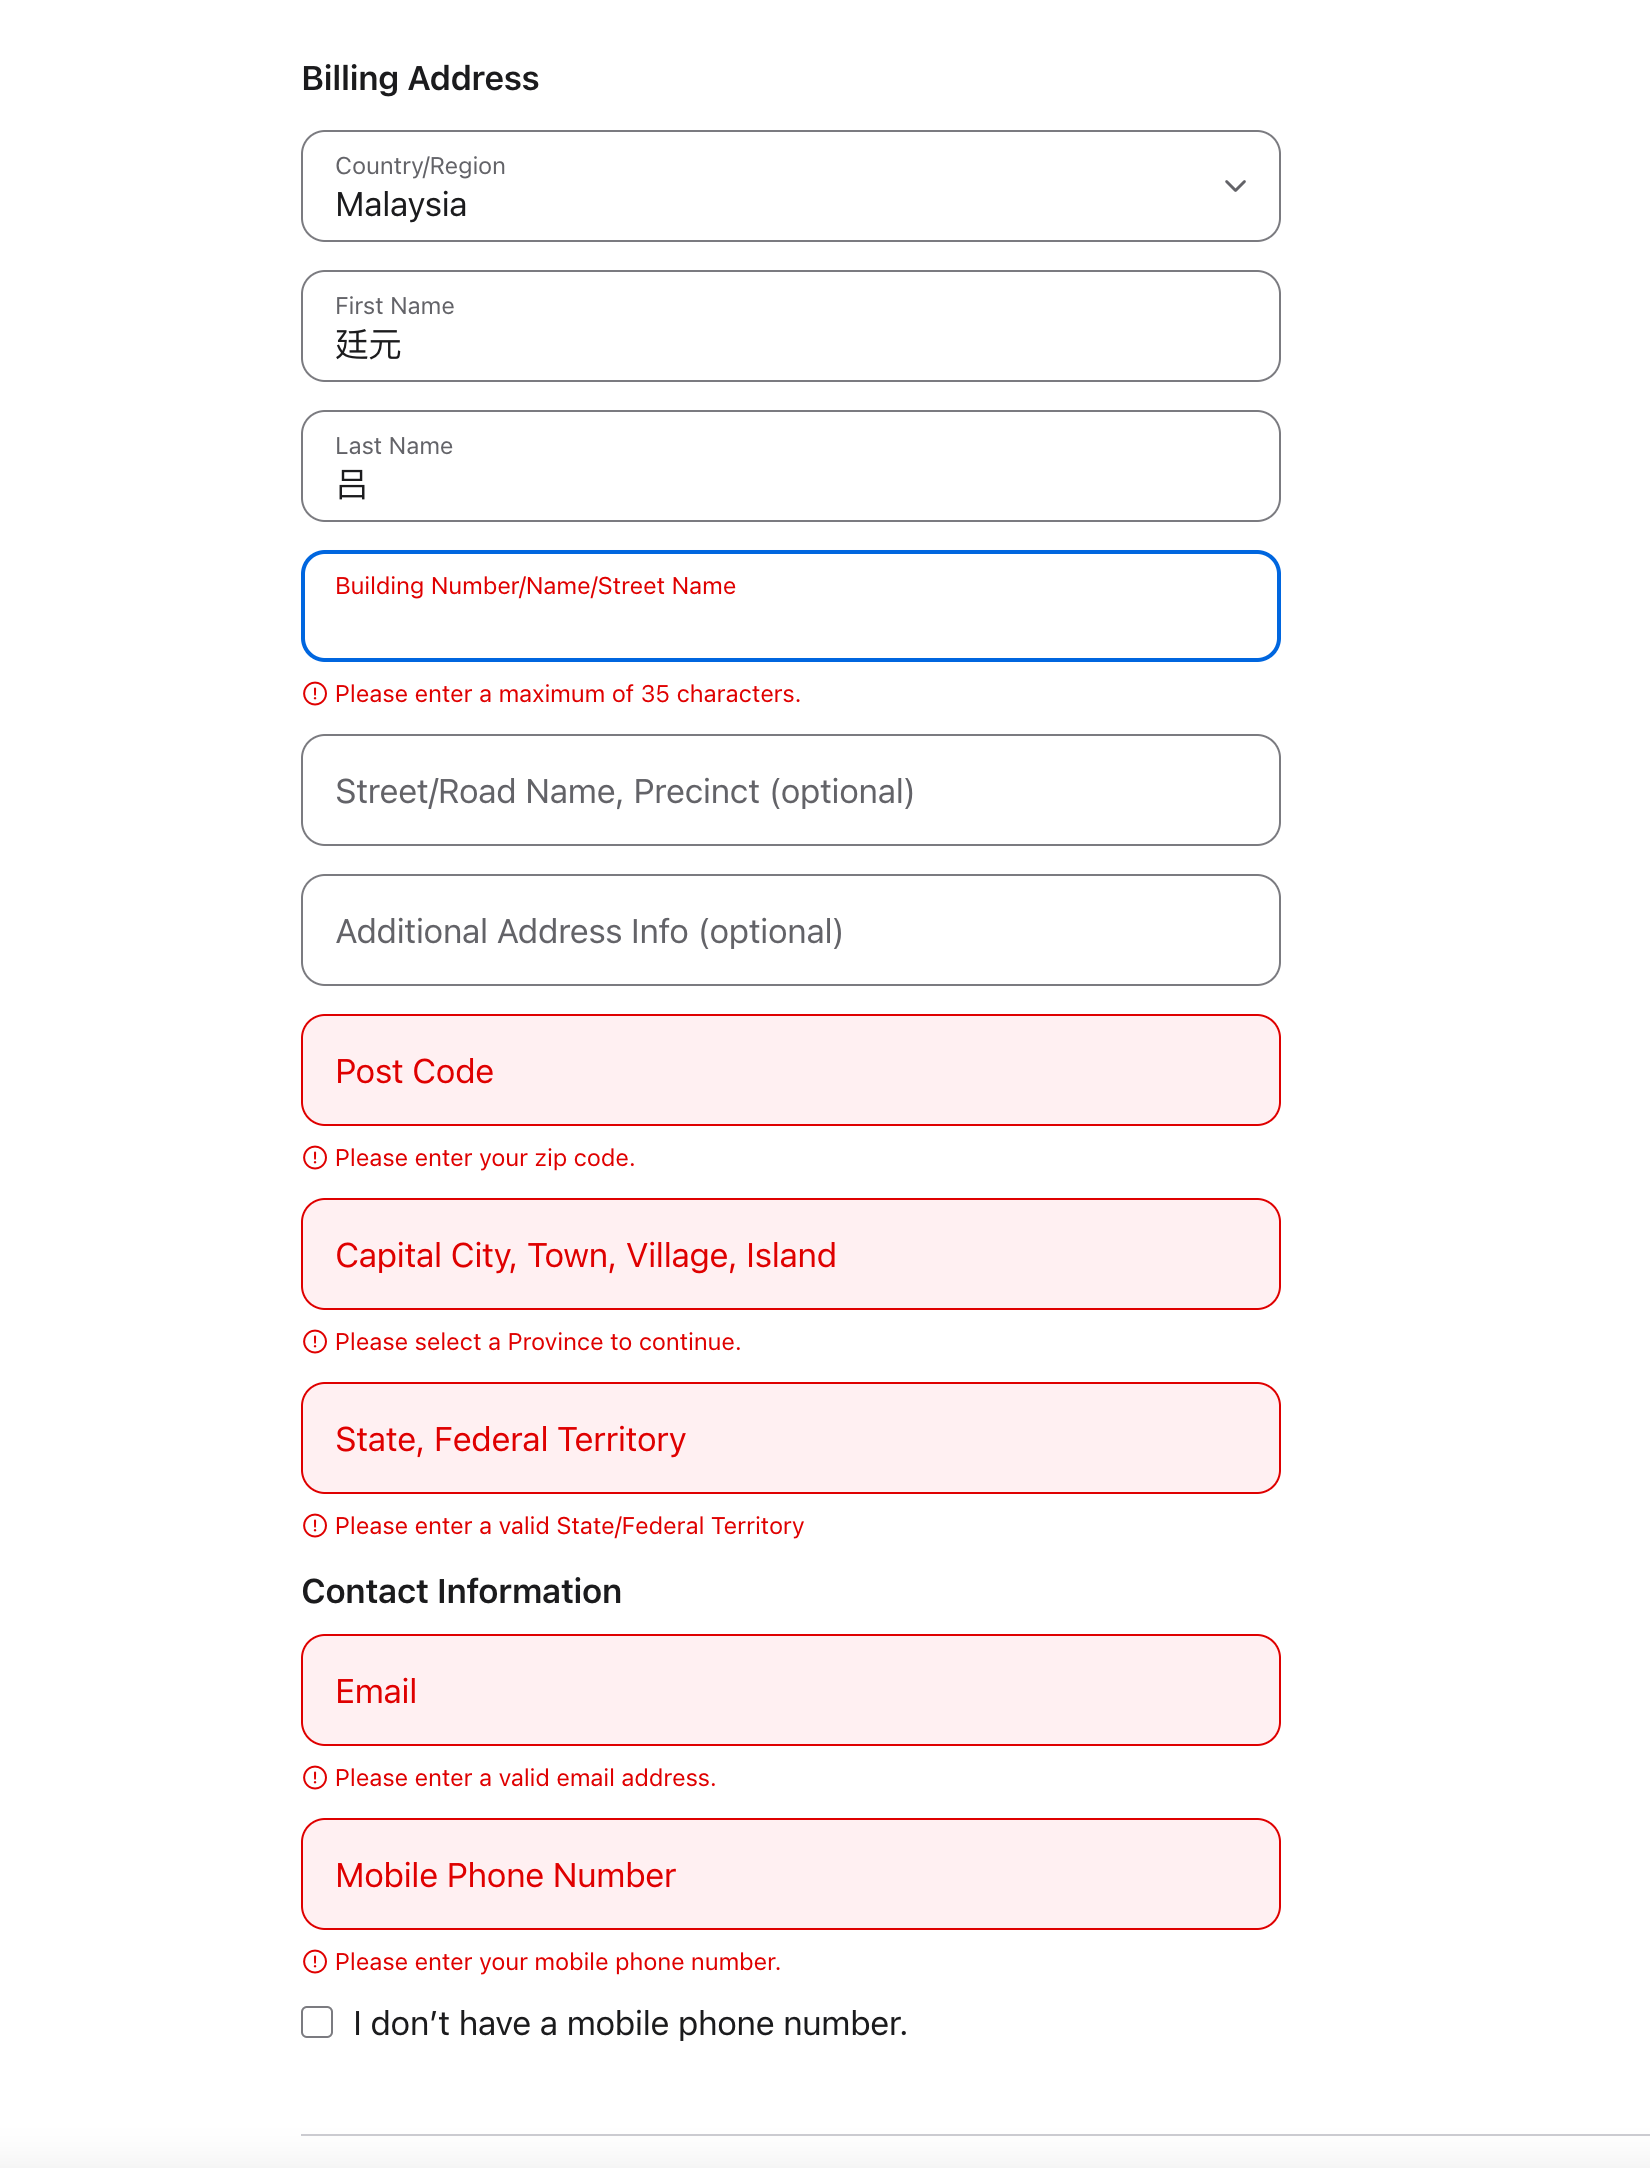 Billing Address
Country/Region
Malaysia
First Name
廷元
Last Name
吕
Building Number/Name/Street Name
Please enter a maximum of 35 characters.
Street/Road Name, Precinct (optional)
Additional Address Info (optional)
Post Code
Please enter your zip code.
Capital City, Town, Village, Island
Please select a Province to continue.
State, Federal Territory
Please enter a valid State/Federal Territory
Contact Information
Email
Please enter a valid email address.
Mobile Phone Number
Please enter your mobile phone number.
I don’t have a mobile phone number.